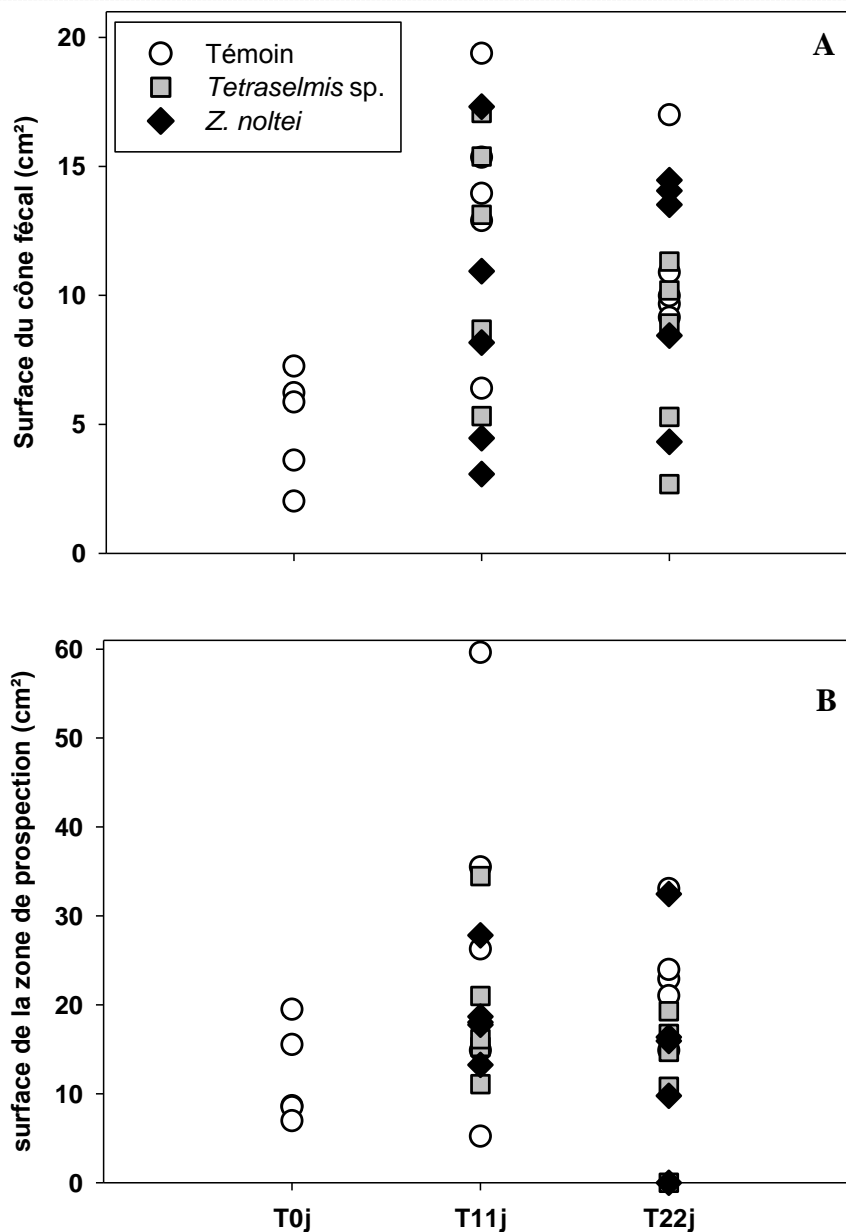 A
Témoin
Tetraselmis sp.
Z. noltei
Surface du cône fécal (cm²)
20
15
10
5
0
B
surface de la zone de prospection (cm²)
60
50
40
30
20
10
0
T0j T11j T22j